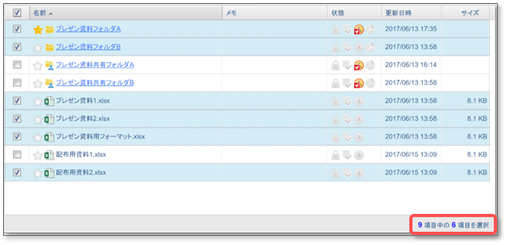 名前 メモ 状態 更新日時 サイズ
プレゼン資料フォルダA 2017/06/13 17:35
プレゼン資料フォルダB 2017/06/13 13:58
プレゼン資料共有フォルダA 2017/06/13 16:14
プレゼン資料共有フォルダB 2017/06/13 13:58
プレゼン資料1.xlsx 2017/06/13 13:58 8.1 KB
プレゼン資料2.xlsx 2017/06/13 13:58 8.1 KB
プレゼン資料用フォーマット.xlsx 2017/06/13 13:58 8.1 KB
配布用資料1.xlsx 2017/06/15 13:09 8.1 KB
配布用資料2.xlsx 2017/06/15 13:09 8.1 KB
9 項目中の 6 項目を選択